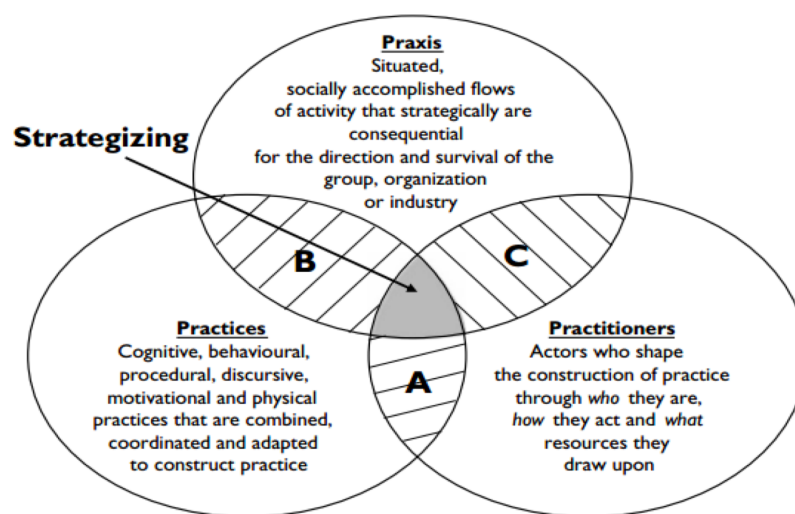 Praxis
Situated,
socially accomplished flows
of activity that strategically are
consequential
for the direction and survival of the
group, organization
or industry
Strategizing
B
C
A
Practices
Cognitive, behavioural,
procedural, discursive,
motivational and physical
practices that are combined,
coordinated and adapted
to construct practice
Practitioners
Actors who shape
the construction of practice
through who they are,
how they act and what
resources they
draw upon